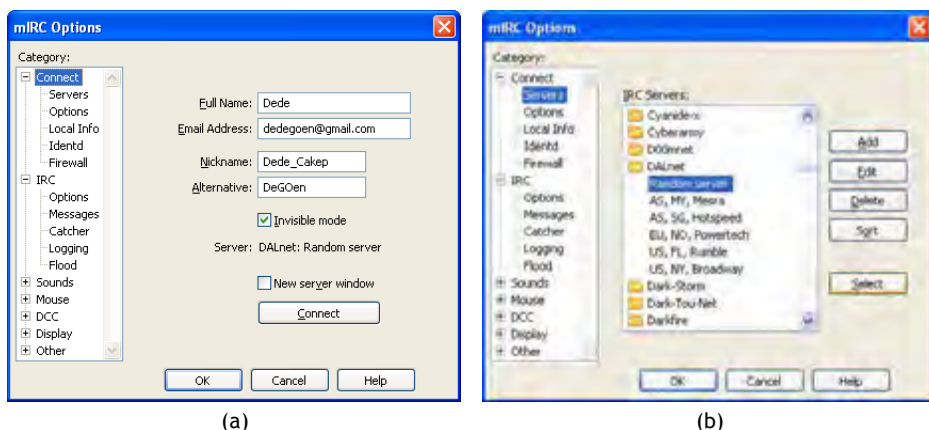 mIRC Options
Category:
Connect
Servers
Options
Local Info
Identd
Firewall
IRC
Options
Messages
Catcher
Logging
Flood
Sounds
Mouse
DCC
Display
Other
Full Name: Dede
Email Address: dedegoen@gmail.com
Nickname: Dede_Cakep
Alternative: DeGOen
Invisible mode
Server: DALnet: Random server
New server window
Connect
OK Cancel Help
(a)
mIRC Options
Category:
Connect
Servers
Options
Local Info
Identd
Firewall
IRC
Options
Messages
Catcher
Logging
Flood
Sounds
Mouse
DCC
Display
Other
IRC Servers:
Cyanide-x
Cyberarmy
D00mnet
DALnet
Random server
AS, MY, Mesra
AS, SG, Hotspeed
EU, NO, Powertech
US, FL, Rumble
US, NY, Broadway
Dark-Storm
Dark-Tou-Net
Darkfire
Add
Edit
Delete
Sort
Select
OK Cancel Help
(b)